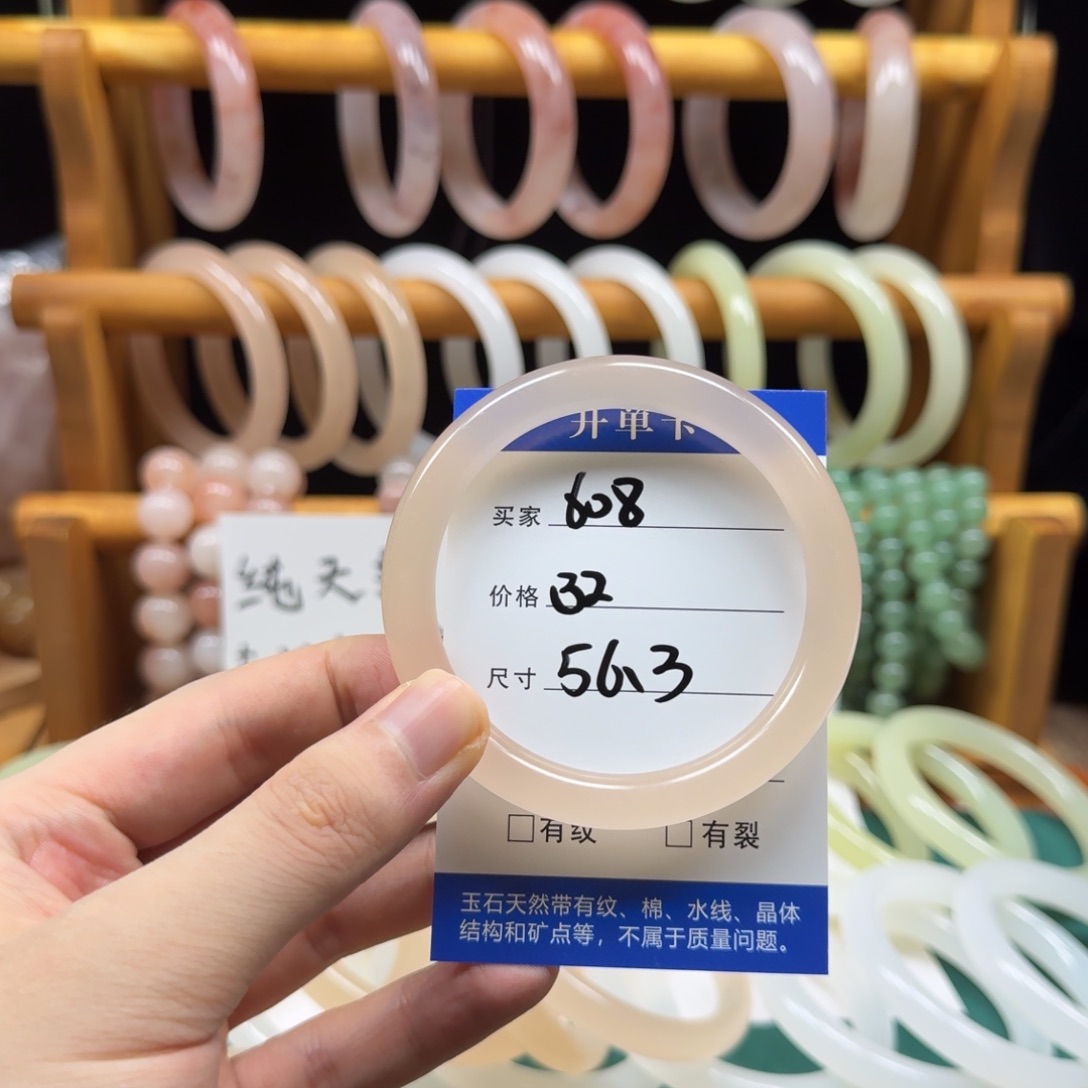 开单卡
买家 608
价格 132
尺寸 56.3
纯天
□有纹 □有裂
玉石天然带有纹、棉、水线、晶体
结构和矿点等，不属于质量问题。